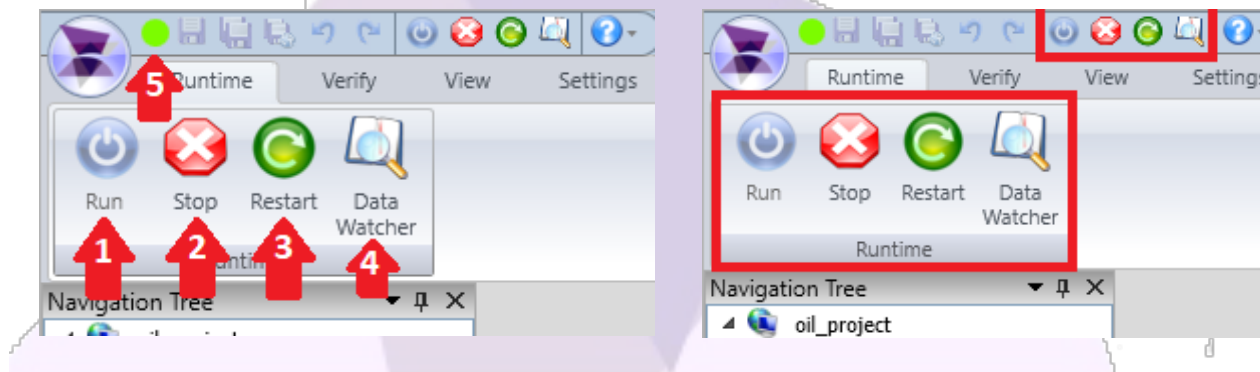 5
Runtime Verify View Settings
Run Stop Restart Data
Watcher
1 2 3 4
Navigation Tree
Runtime Verify View Settings
Run Stop Restart Data
Watcher
Runtime
Navigation Tree
oil_project